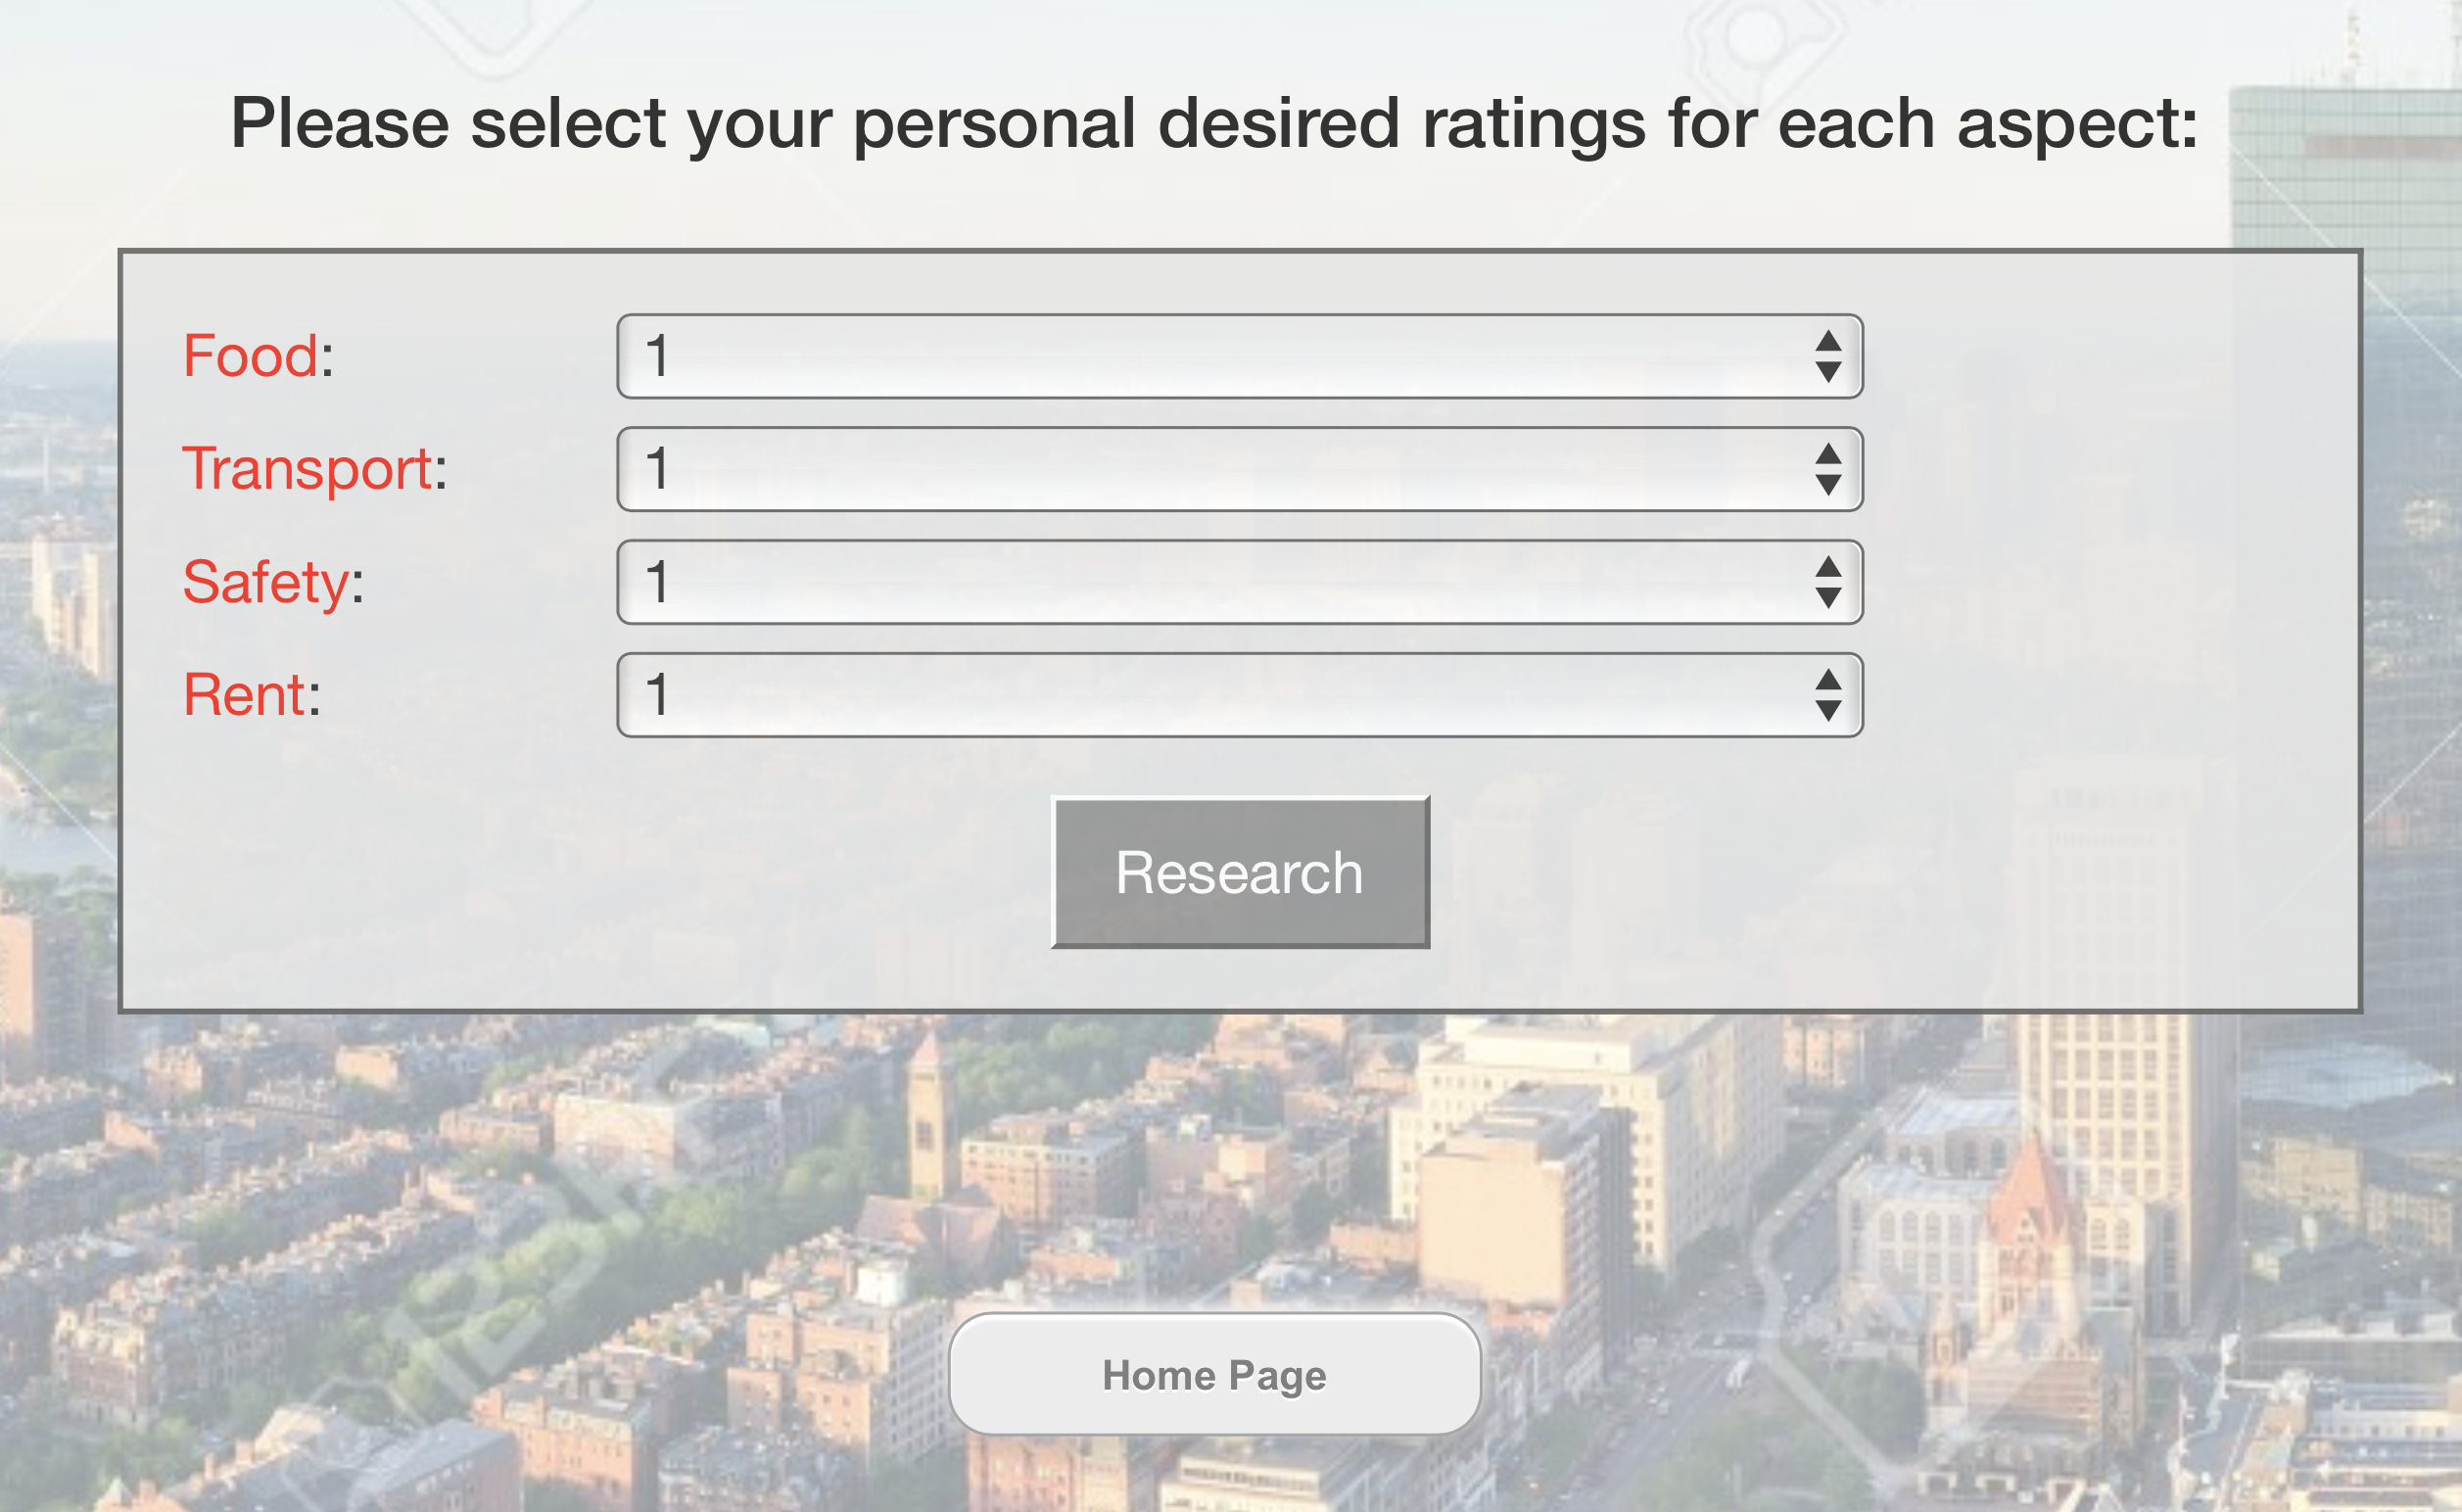 Please select your personal desired ratings for each aspect:
Food: 1
Transport: 1
Safety: 1
Rent: 1
Research
Home Page